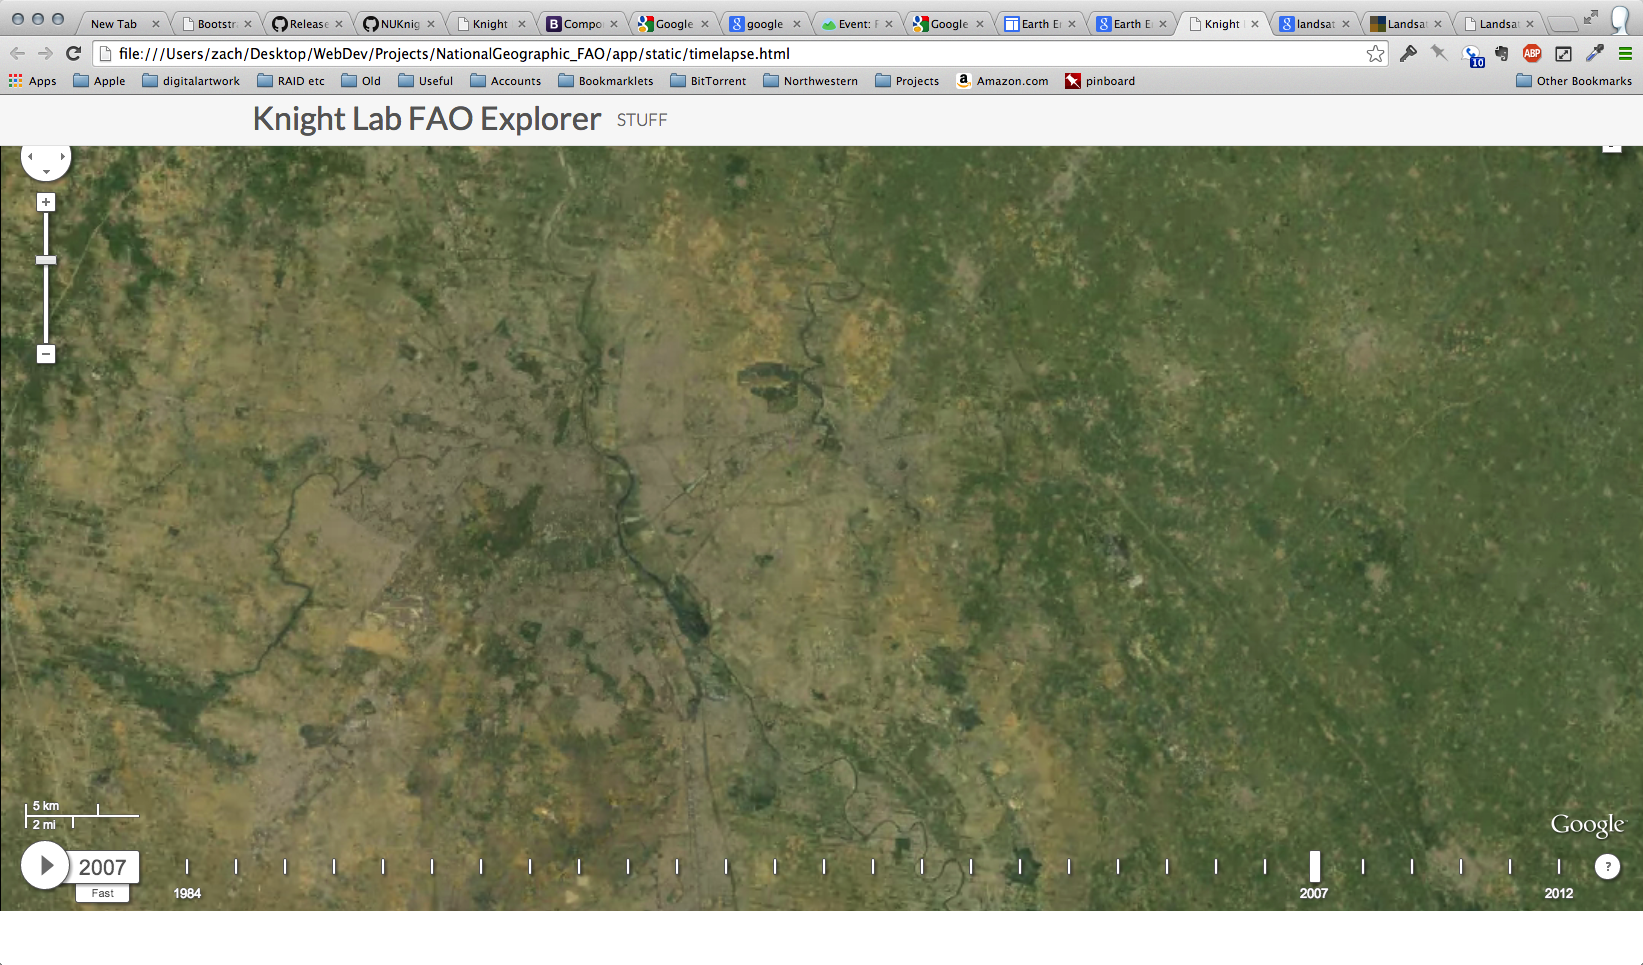 New Tab
Bootstr
Release
NUKnig
Knight
Compo
Google
google
Event: F
Google
Earth E
Earth E
Knight
landsat
Landsat
Landsat
file:///Users/zach/Desktop/WebDev/Projects/NationalGeographic_FAO/app/static/timelapse.html
10
ABP
Apps
Apple
digitalartwork
RAID etc
Old
Useful
Accounts
Bookmarklets
BitTorrent
Northwestern
Projects
Amazon.com
pinboard
Other Bookmarks
Knight Lab FAO Explorer STUFF
+
−
5 km
2 mi
Google
2007
Fast
1984
2007
2012
?